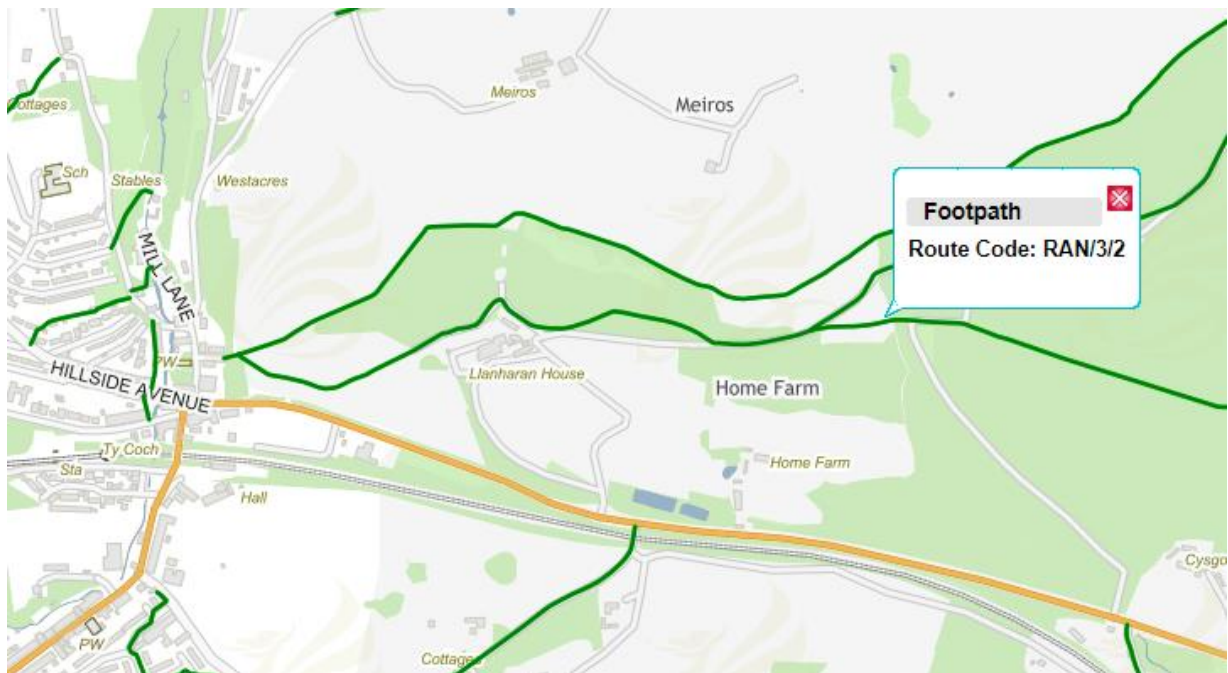 Cottages
Meiros
Meiros
Sch
Stables
Westacres
Footpath
Route Code: RAN/3/2
MILL LANE
PW
HILLSIDE AVENUE
Llanharan House
Home Farm
Ty Coch
Sta
Home Farm
Hall
Cysgo
PW
Cottages